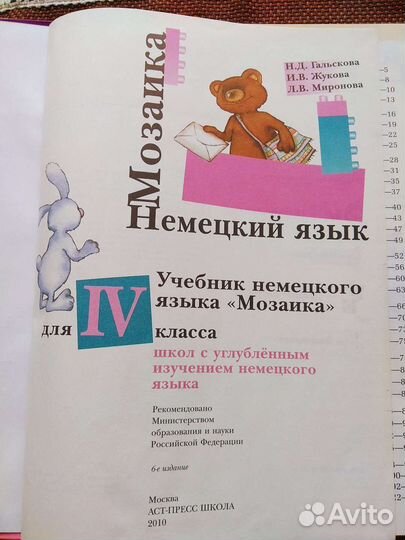 Мозаика
Н.Д. Гальскова
И.В. Жукова
Л.В. Миронова
Немецкий язык
Учебник немецкого
языка «Мозаика»
для IV класса
школ с углублённым
изучением немецкого
языка
Рекомендовано
Министерством
образования и науки
Российской Федерации
6-е издание
Москва
АСТ-ПРЕСС ШКОЛА
2010
Avito